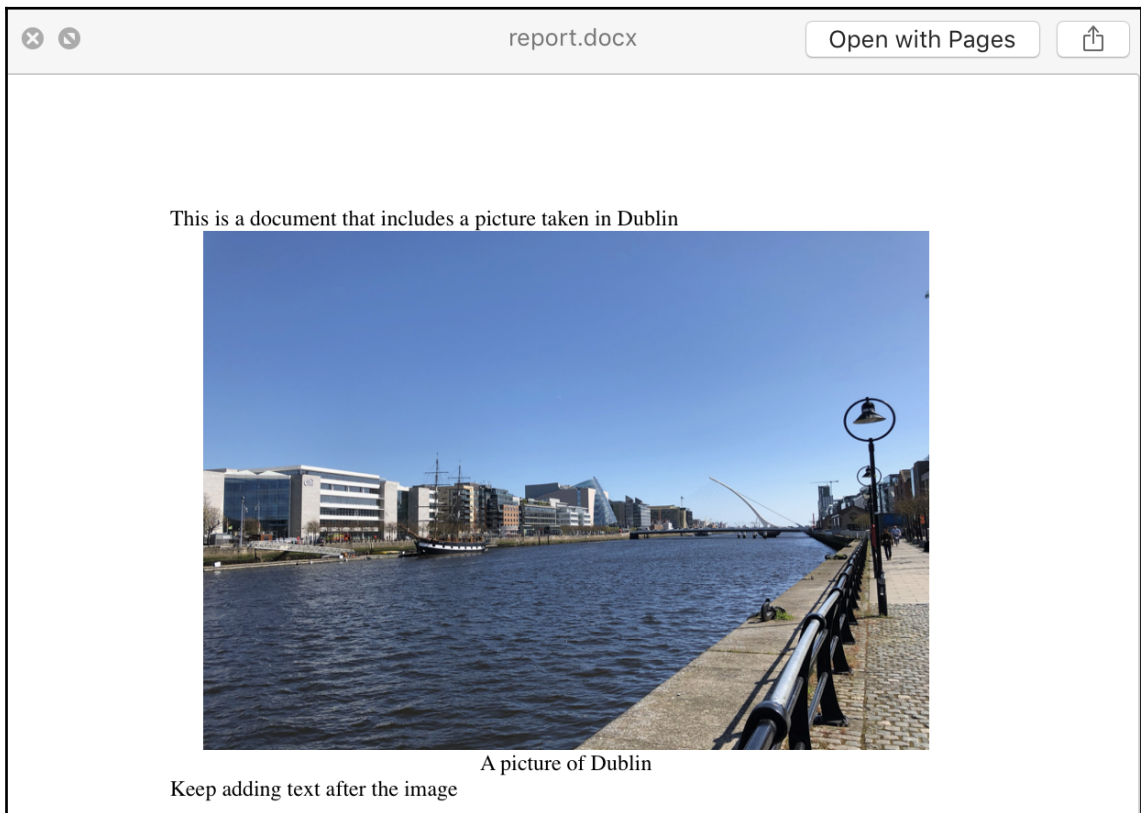 report.docx
Open with Pages
This is a document that includes a picture taken in Dublin
A picture of Dublin
Keep adding text after the image